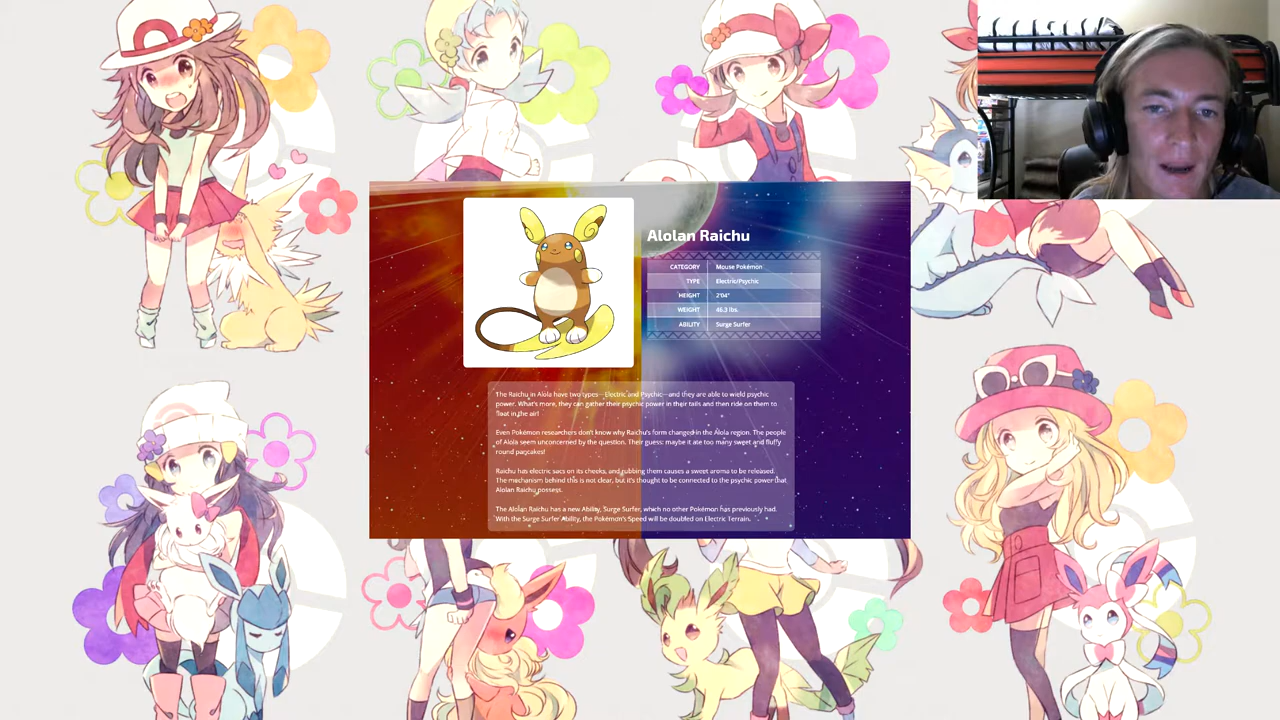 Alolan Raichu
CATEGORY Mouse Pokémon
TYPE Electric/Psychic
HEIGHT 2'04"
WEIGHT 46.3 lbs.
ABILITY Surge Surfer
The Raichu in Alola have two types—Electric and Psychic—and they are able to wield psychic
power. What's more, they can gather their psychic power in their tails and then ride on them to
float in the air!
Even Pokémon researchers don't know why Raichu's form changed in the Alola region. The people
of Alola seem unconcerned by the question. Their guess: maybe it ate too many sweet and fluffy
round pancakes!
Raichu has electric sacs on its cheeks, and rubbing them causes a sweet aroma to be released.
The mechanism behind this is not clear, but it's thought to be connected to the psychic power that
Alolan Raichu possess.
The Alolan Raichu has a new Ability, Surge Surfer, which no other Pokémon has previously had.
With the Surge Surfer Ability, the Pokémon's Speed will be doubled on Electric Terrain.